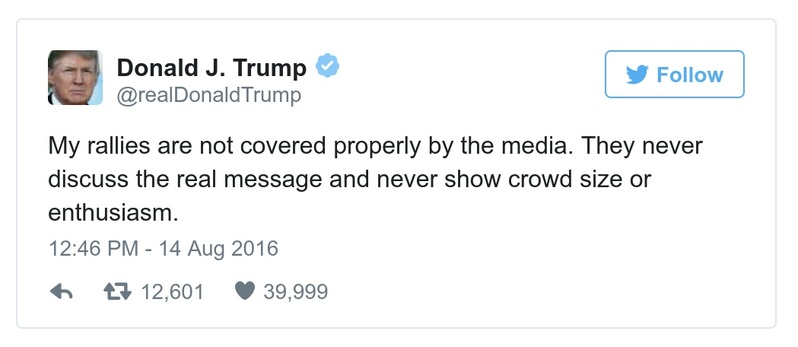 Donald J. Trump
@realDonaldTrump
Follow
My rallies are not covered properly by the media. They never
discuss the real message and never show crowd size or
enthusiasm.
12:46 PM - 14 Aug 2016
12,601 39,999